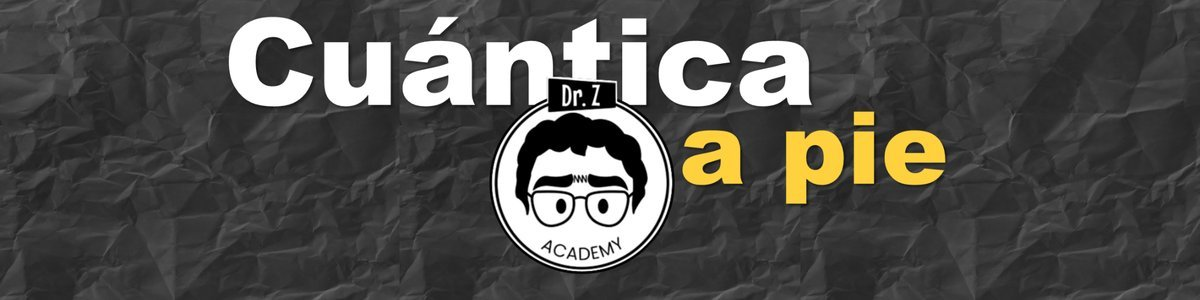 Cuántica
a pie
Dr. Z
ACADEMY